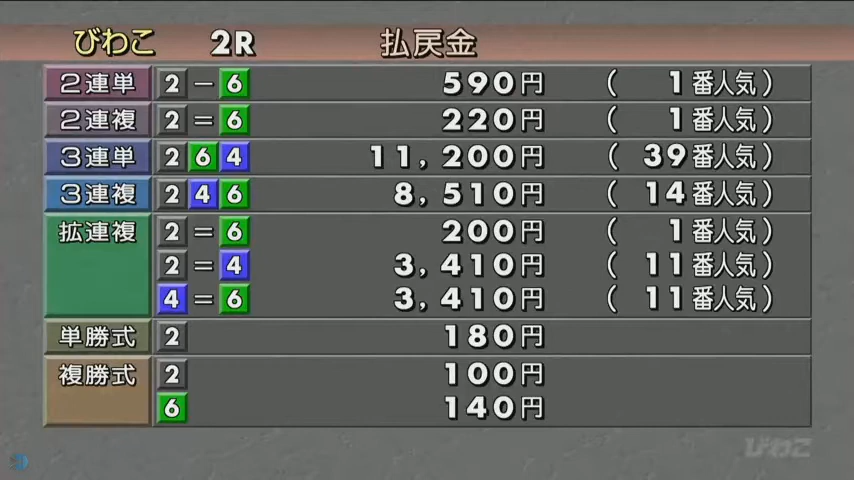 びわこ 2R 払戻金
2連単 2 － 6 590円 ( 1番人気)
2連複 2 ＝ 6 220円 ( 1番人気)
3連単 2 6 4 11,200円 ( 39番人気)
3連複 2 4 6 8,510円 ( 14番人気)
拡連複 2 ＝ 6 200円 ( 1番人気)
2 ＝ 4 3,410円 ( 11番人気)
4 ＝ 6 3,410円 ( 11番人気)
単勝式 2 180円
複勝式 2 100円
6 140円
びわこ